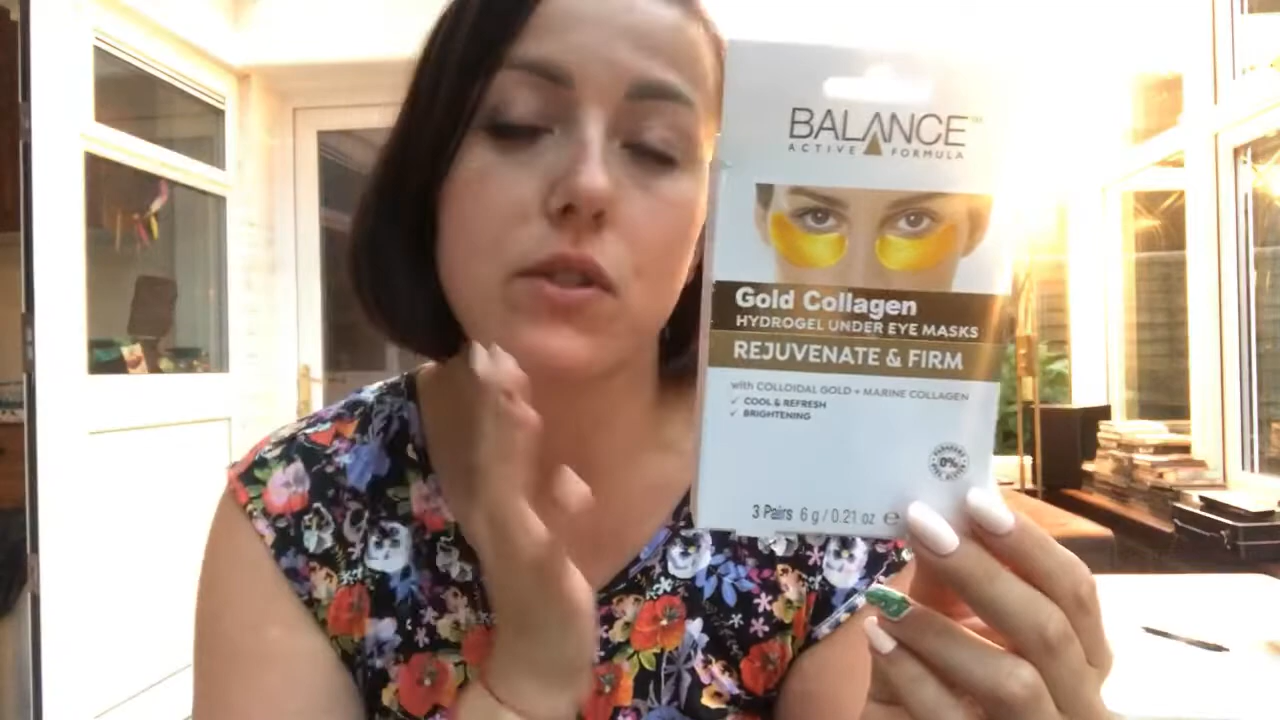 BALANCE™
ACTIVE FORMULA
Gold Collagen
HYDROGEL UNDER EYE MASKS
REJUVENATE & FIRM
with COLLOIDAL GOLD + MARINE COLLAGEN
✓ COOL & REFRESH
✓ BRIGHTENING
0%
3 Pairs 6 g / 0.21 oz ℮